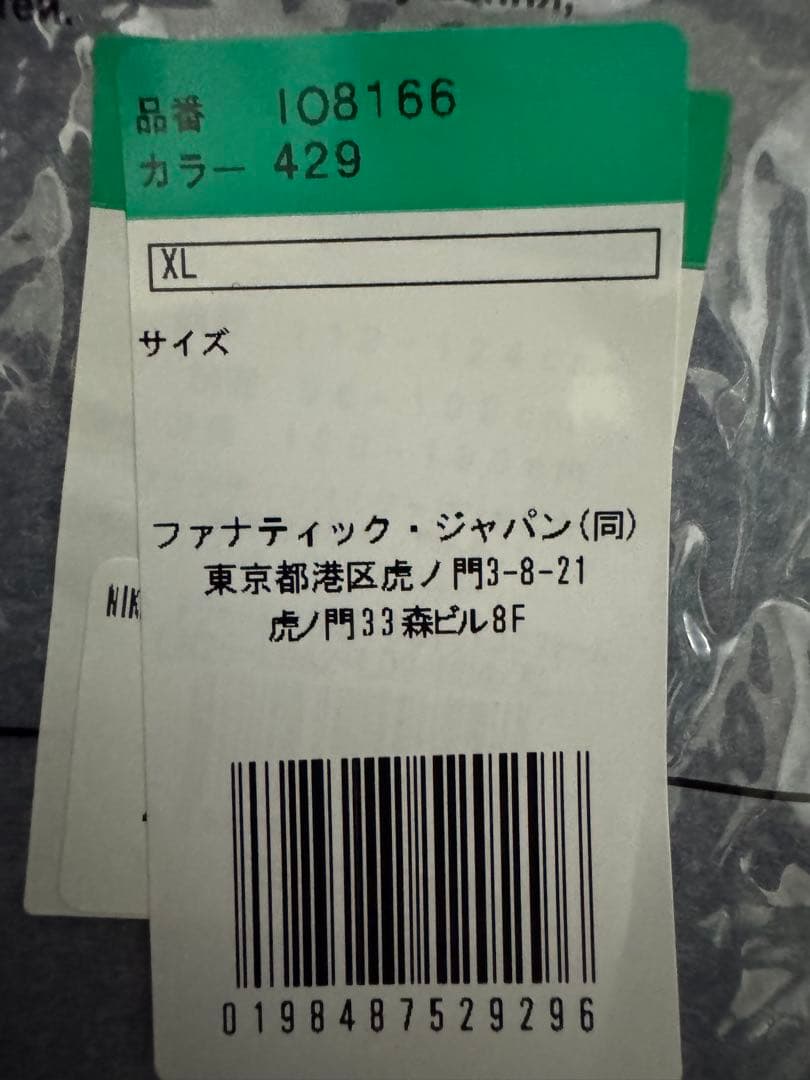 品番 IO8166
カラー 429
XL
サイズ
ファナティック・ジャパン(同)
東京都港区虎ノ門3-8-21
虎ノ門33森ビル8F
NIK
0198487529296